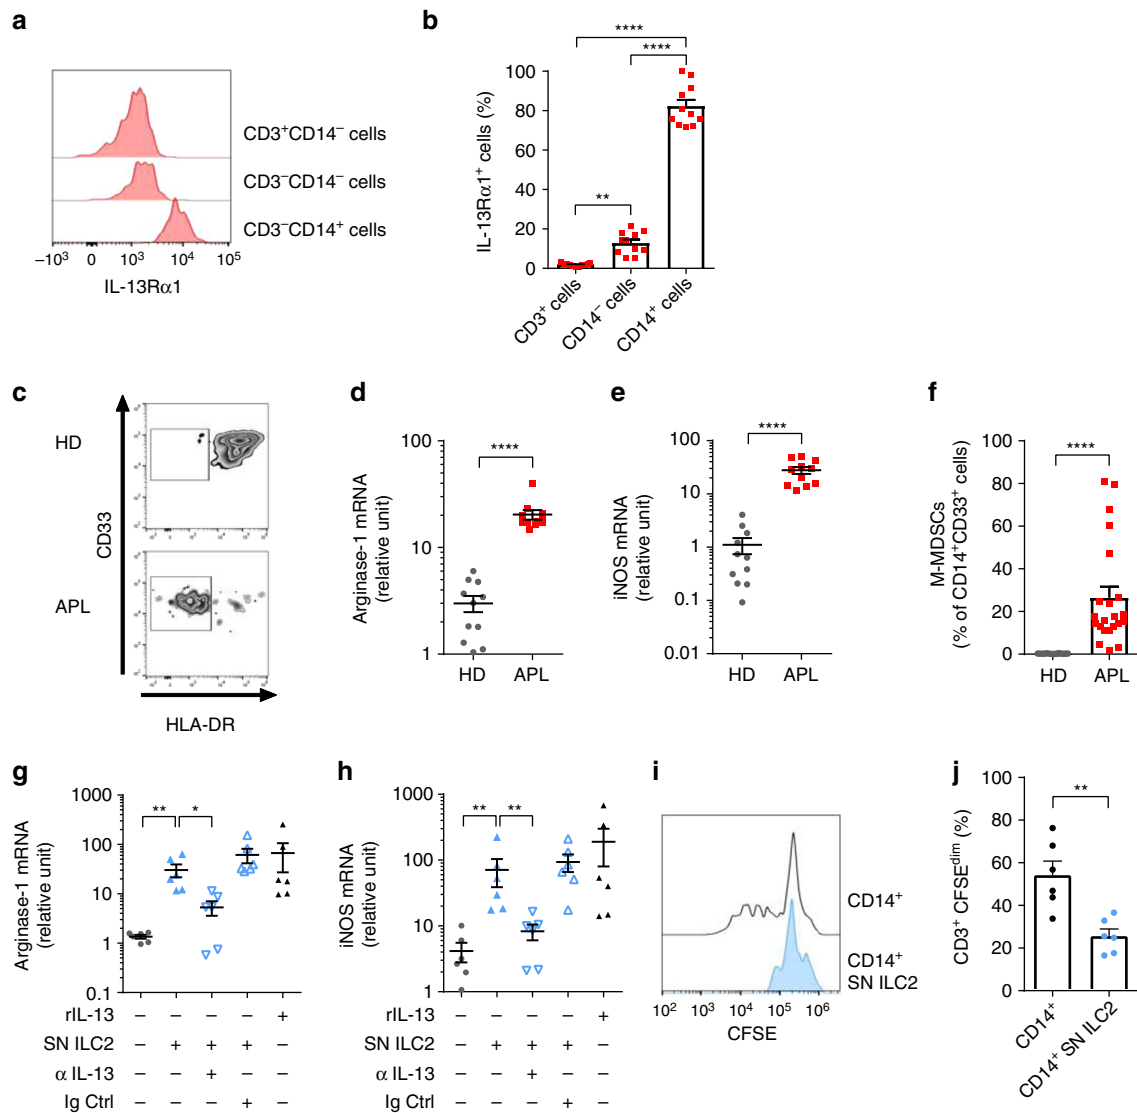 a
CD3⁺CD14⁻ cells
CD3⁻CD14⁻ cells
CD3⁻CD14⁺ cells
−10³ 0 10³ 10⁴ 10⁵
IL-13Rα1
b
****
****
**
IL-13Rα1⁺ cells (%)
100
80
60
40
20
0
CD3⁺ cells
CD14⁻ cells
CD14⁺ cells
c
HD
APL
CD33
HLA-DR
d
****
Arginase-1 mRNA
(relative unit)
100
10
1
HD APL
e
****
iNOS mRNA
(relative unit)
100
10
1
0.1
0.01
HD APL
f
****
M-MDSCs
(% of CD14⁺CD33⁺ cells)
100
80
60
40
20
0
HD APL
g
** *
Arginase-1 mRNA
(relative unit)
1000
100
10
1
0.1
rIL-13 − − − − +
SN ILC2 − + + + −
α IL-13 − − + − −
Ig Ctrl − − − + −
h
** **
iNOS mRNA
(relative unit)
1000
100
10
1
rIL-13 − − − − +
SN ILC2 − + + + −
α IL-13 − − + − −
Ig Ctrl − − − + −
i
CD14⁺
CD14⁺
SN ILC2
10² 10³ 10⁴ 10⁵ 10⁶
CFSE
j
**
CD3⁺ CFSEᵈⁱᵐ (%)
100
80
60
40
20
0
CD14⁺
CD14⁺ SN ILC2